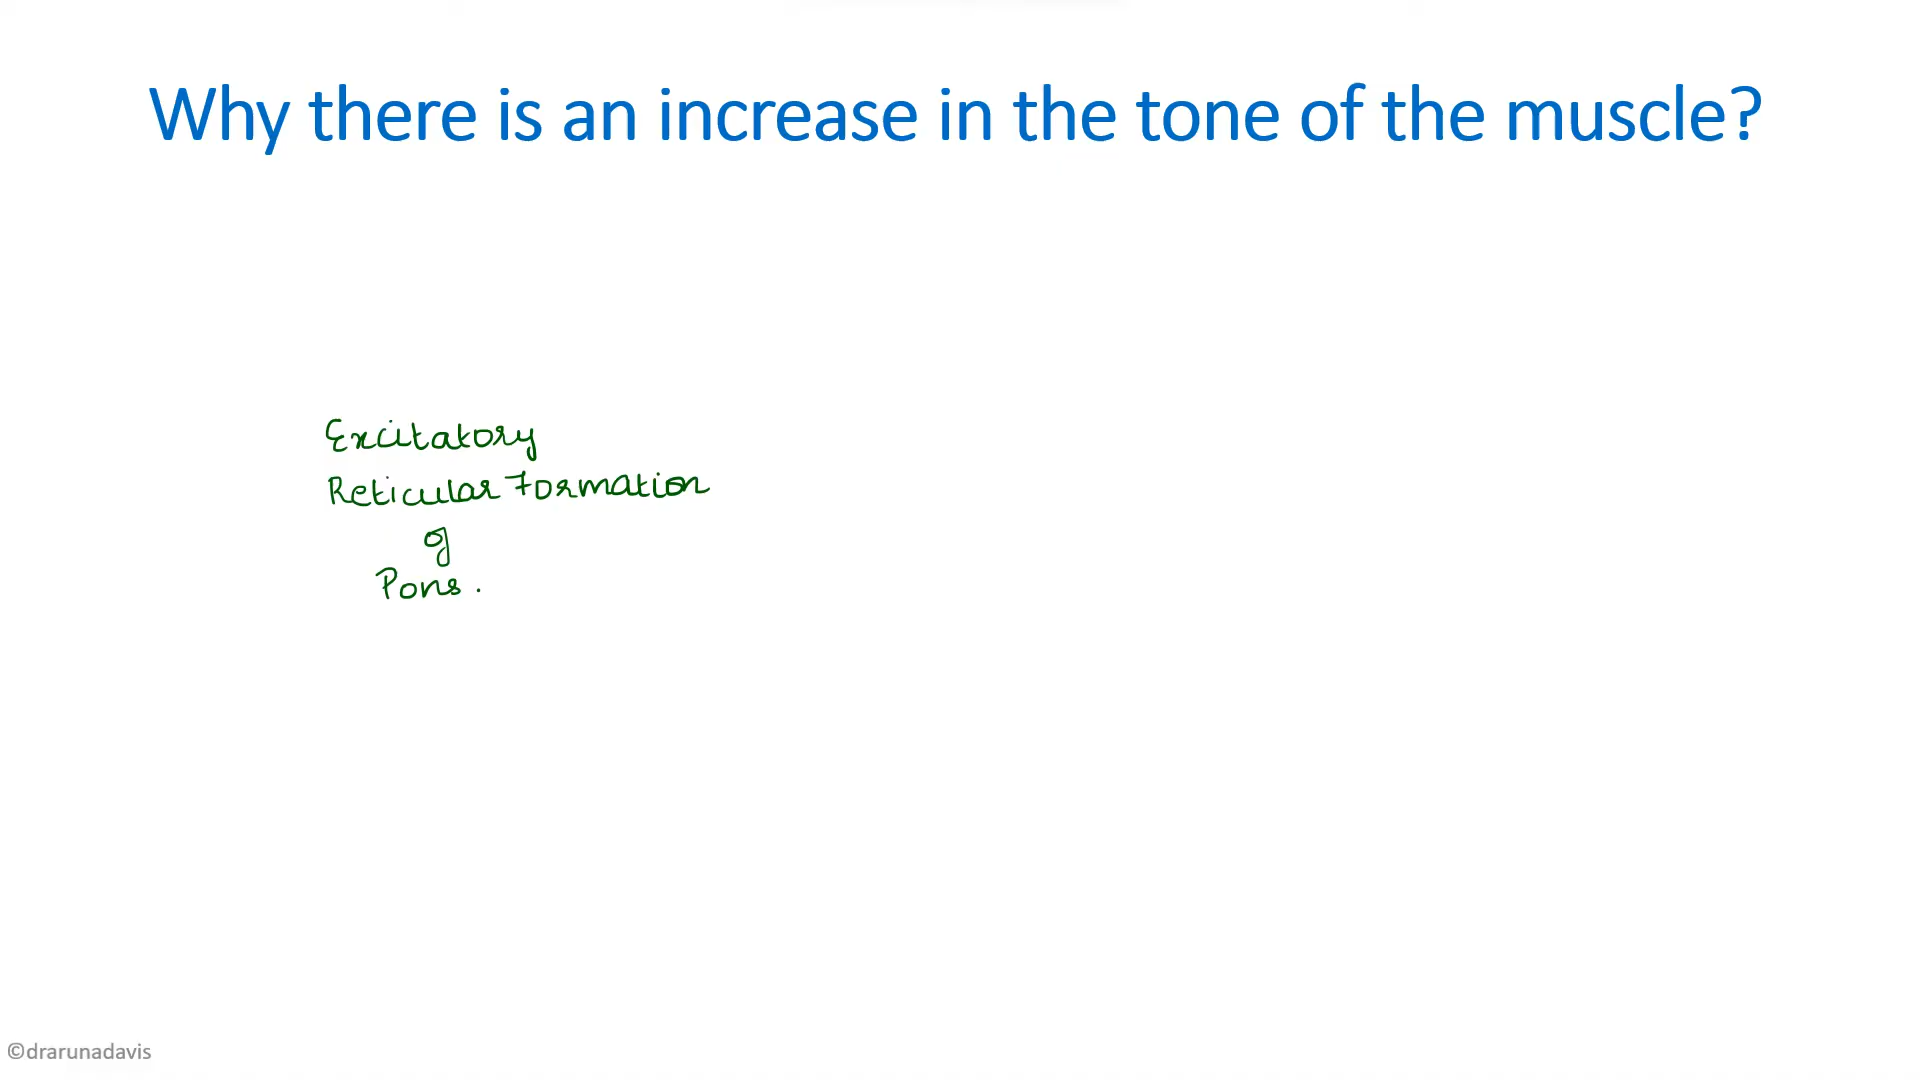 Why there is an increase in the tone of the muscle?
Excitatory
Reticular Formation
of
Pons.
©drarunadavis